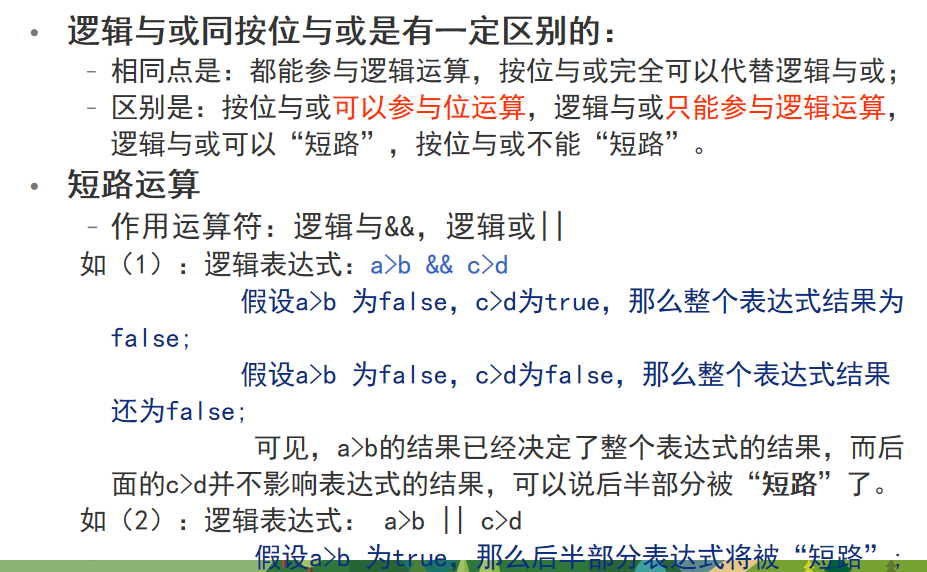 • 逻辑与或同按位与或是有一定区别的：
– 相同点是：都能参与逻辑运算，按位与或完全可以代替逻辑与或；
– 区别是：按位与或可以参与位运算，逻辑与或只能参与逻辑运算，
逻辑与或可以“短路”，按位与或不能“短路”。
• 短路运算
– 作用运算符：逻辑与&&，逻辑或||
如（1）：逻辑表达式：a>b && c>d
假设a>b 为false，c>d为true，那么整个表达式结果为
false;
假设a>b 为false，c>d为false，那么整个表达式结果
还为false;
可见，a>b的结果已经决定了整个表达式的结果，而后
面的c>d并不影响表达式的结果，可以说后半部分被“短路”了。
如（2）：逻辑表达式： a>b || c>d
假设a>b 为true，那么后半部分表达式将被“短路”;